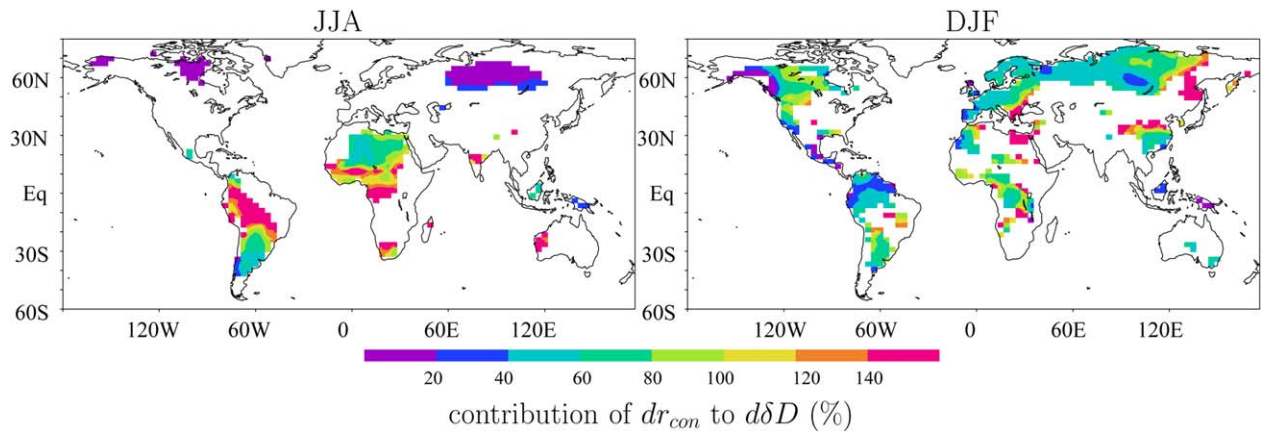 JJA DJF
60N 60N
30N 30N
Eq Eq
30S 30S
60S 60S
120W 60W 0 60E 120E 120W 60W 0 60E 120E
20 40 60 80 100 120 140
contribution of dr_con to dδD (%)